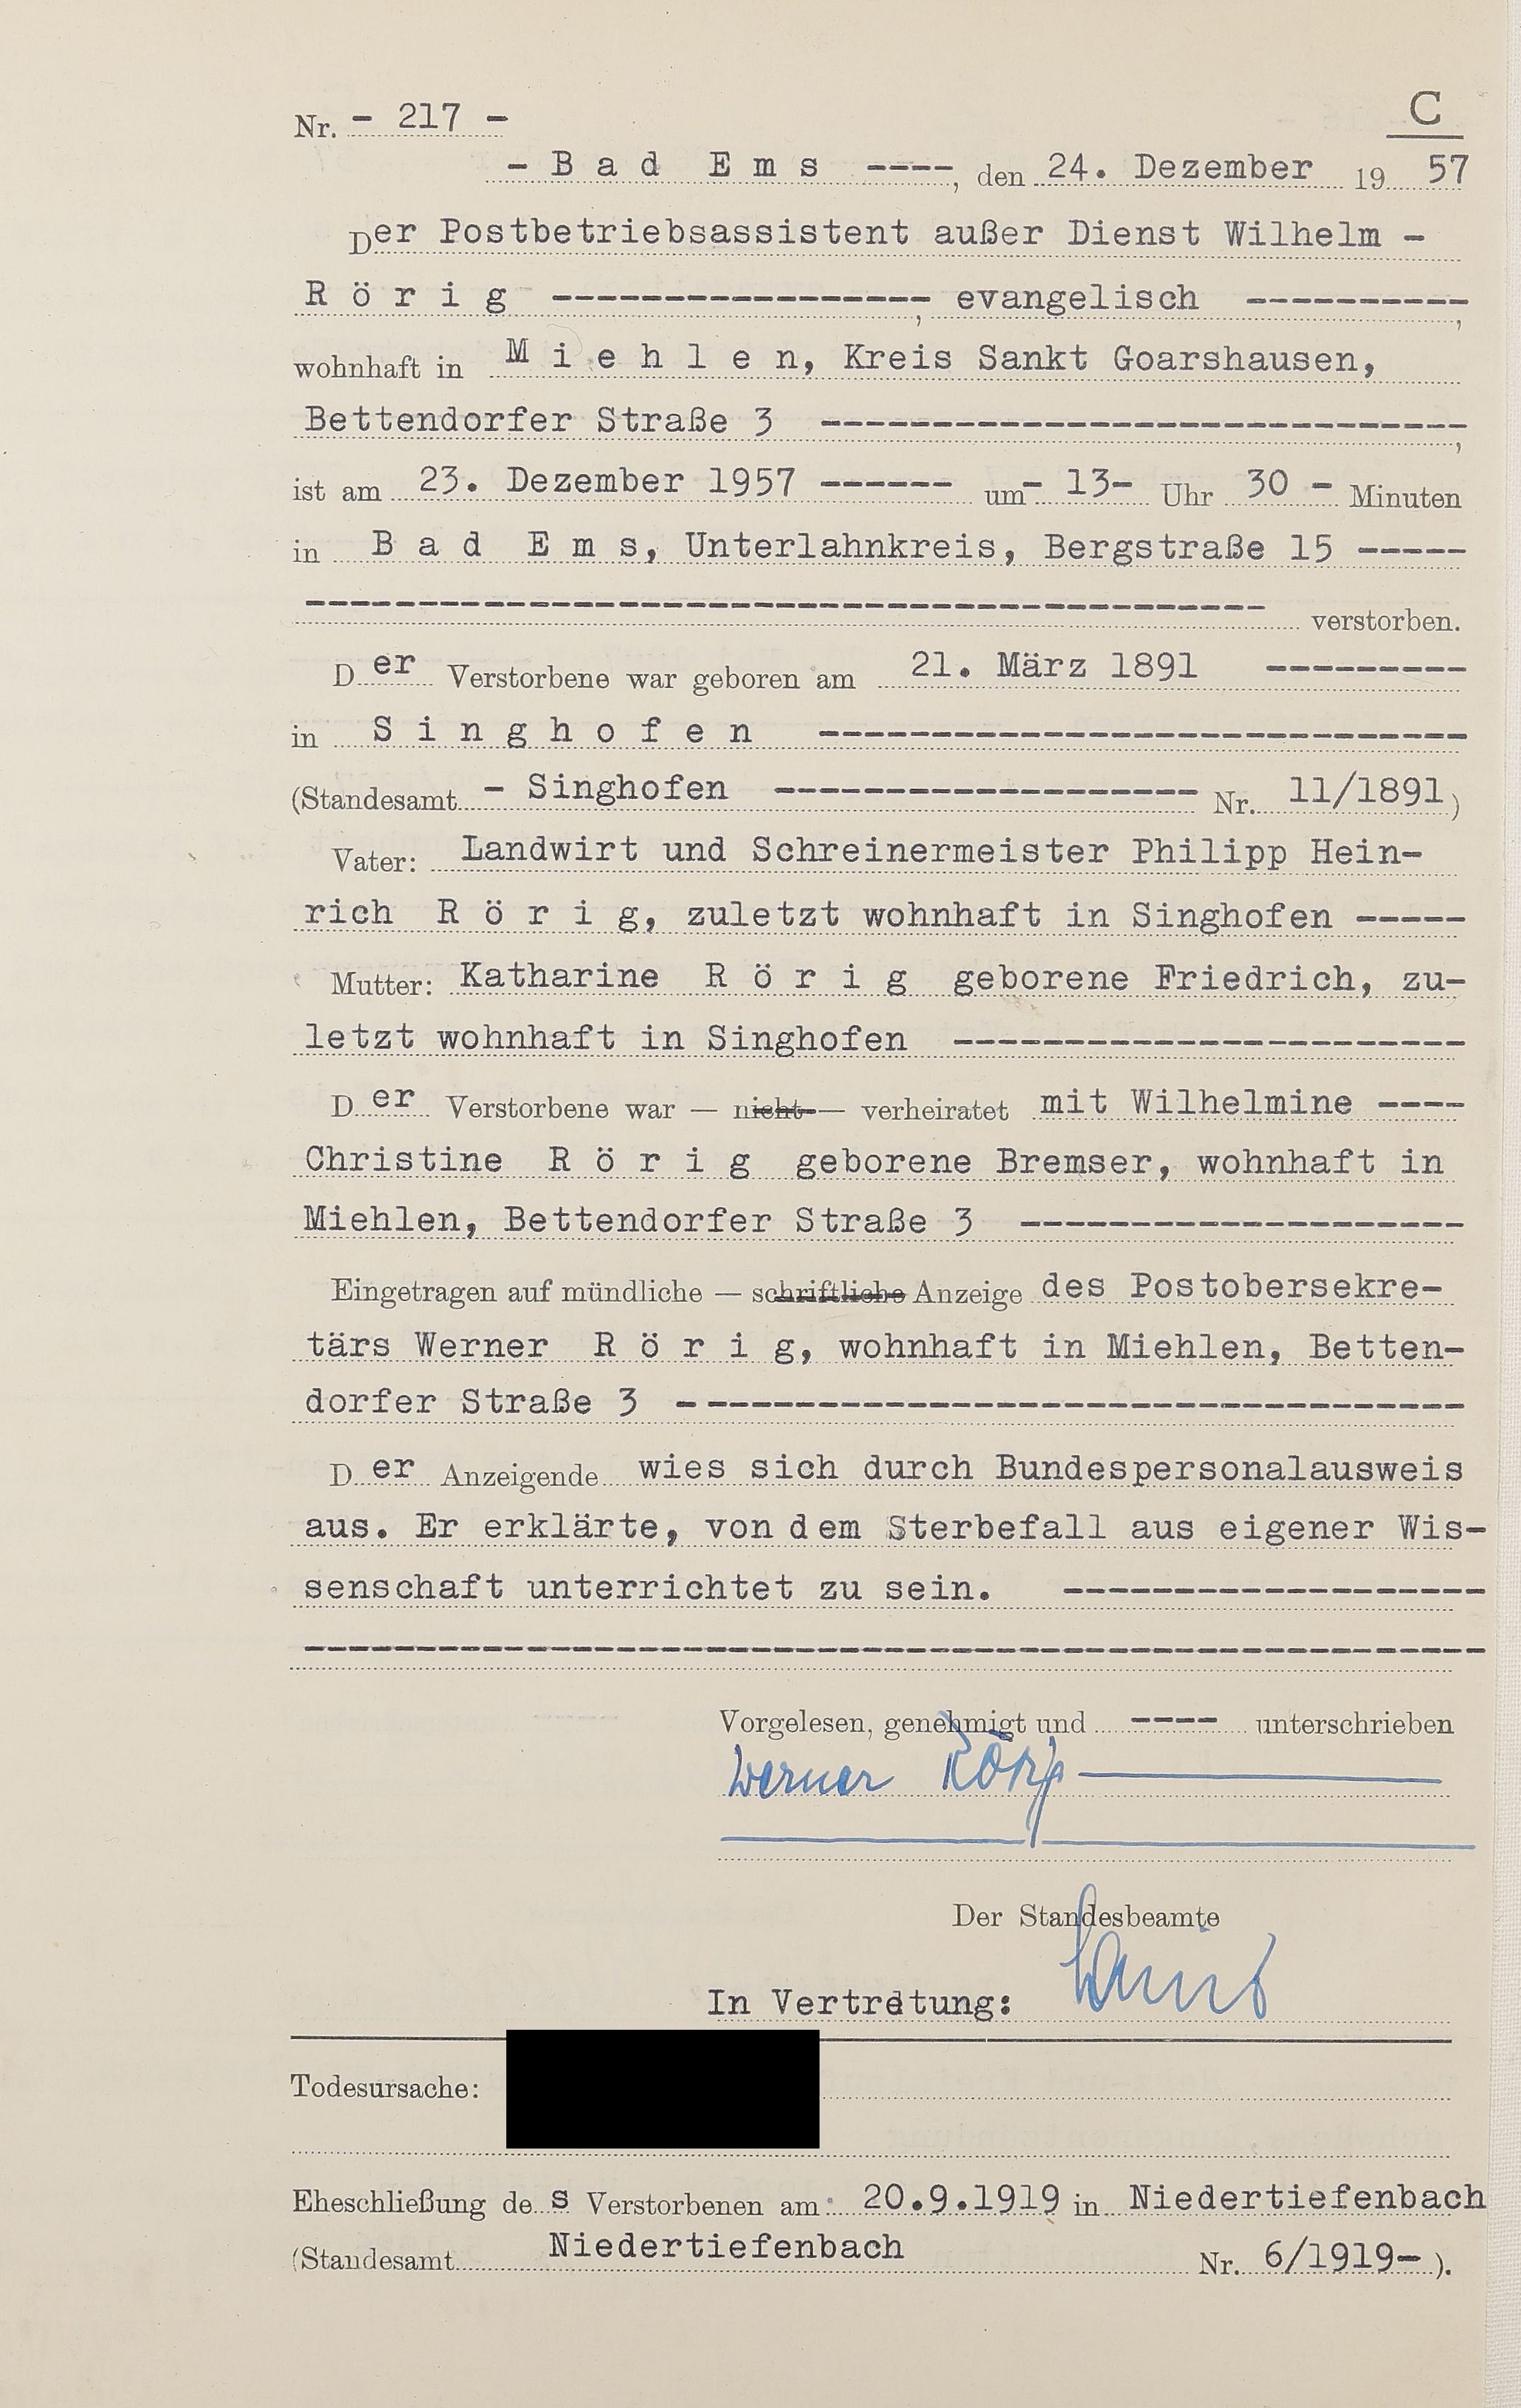 C
Nr. - 217 -
- B a d E m s ----, den 24. Dezember 19 57
Der Postbetriebsassistent außer Dienst Wilhelm -
R ö r i g -----------------, evangelisch ----------,
wohnhaft in M i e h l e n, Kreis Sankt Goarshausen,
Bettendorfer Straße 3 -----------------------------,
ist am 23. Dezember 1957 ------ um - 13- Uhr 30 - Minuten
in B a d E m s, Unterlahnkreis, Bergstraße 15 -----
------------------------------------------- verstorben.
Der Verstorbene war geboren am 21. März 1891 ---------
in S i n g h o f e n -----------------------------
(Standesamt - Singhofen ------------------- Nr. 11/1891)
Vater: Landwirt und Schreinermeister Philipp Hein-
rich R ö r i g, zuletzt wohnhaft in Singhofen -----
Mutter: Katharine R ö r i g geborene Friedrich, zu-
letzt wohnhaft in Singhofen -----------------------
Der Verstorbene war — nicht — verheiratet mit Wilhelmine ----
Christine R ö r i g geborene Bremser, wohnhaft in
Miehlen, Bettendorfer Straße 3 --------------------
Eingetragen auf mündliche — schriftliche Anzeige des Postobersekre-
tärs Werner R ö r i g, wohnhaft in Miehlen, Betten-
dorfer Straße 3 -----------------------------------
Der Anzeigende wies sich durch Bundespersonalausweis
aus. Er erklärte, von dem Sterbefall aus eigener Wis-
senschaft unterrichtet zu sein. -------------------
-----------------------------------------------------
Vorgelesen, genehmigt und ---- unterschrieben
Werner Rörig
Der Standesbeamte
In Vertretung:
Todesursache:
Eheschließung des Verstorbenen am 20.9.1919 in Niedertiefenbach
(Standesamt Niedertiefenbach Nr. 6/1919-).